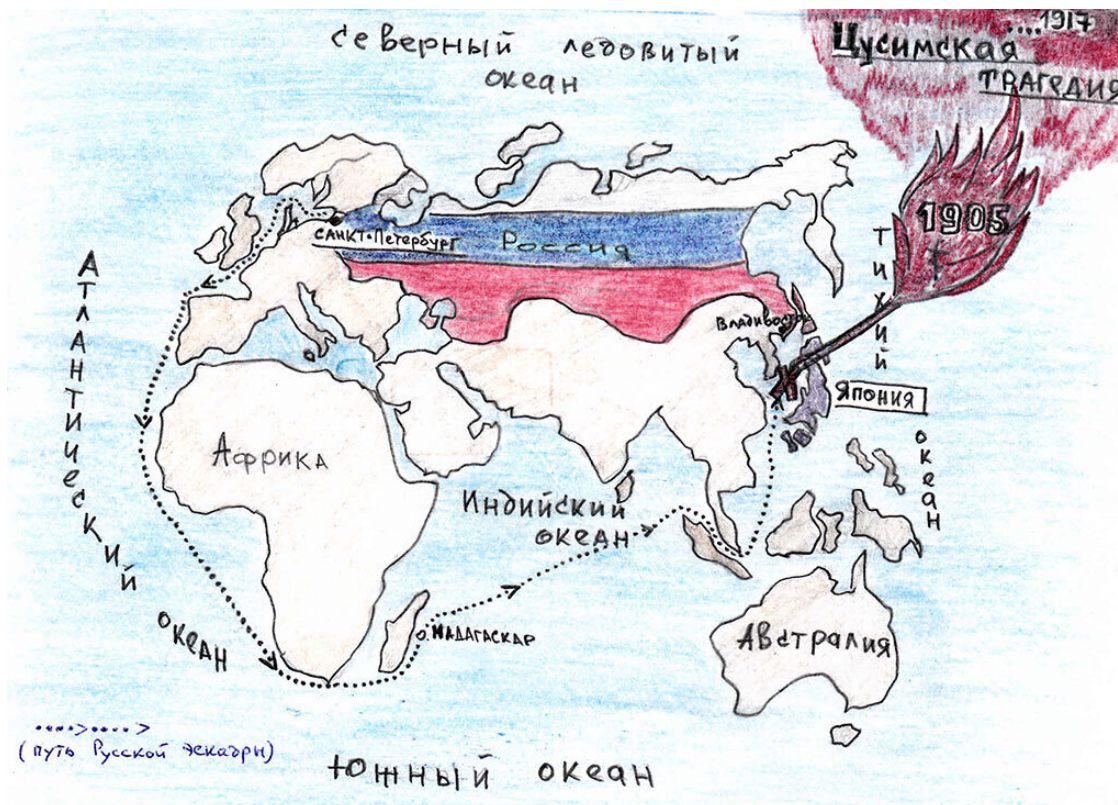 .... 1917
Цусимская
трагедия
Северный Ледовитый
океан
1905
Санкт-Петербург
Россия
Владивосток
Тихий
океан
Япония
Атлантический
океан
Африка
Индийский
океан
о. Мадагаскар
Австралия
(путь Русской эскадры)
Южный океан